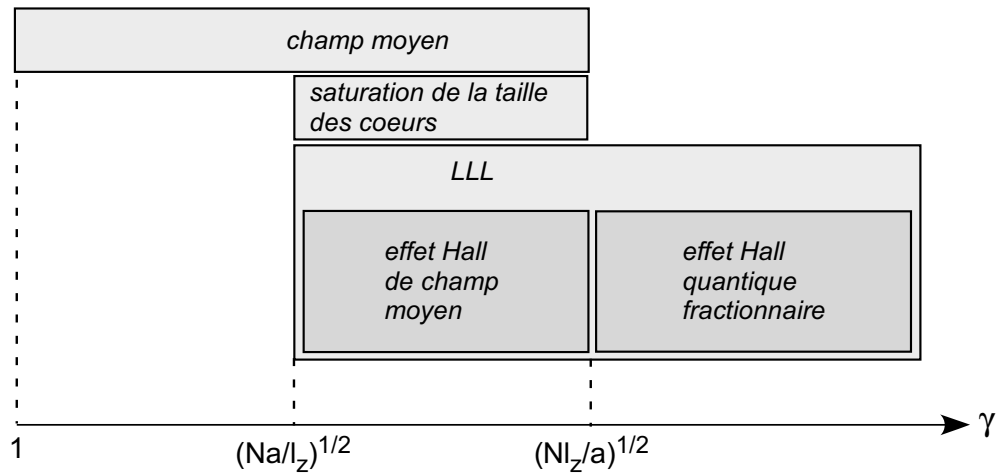 champ moyen
saturation de la taille
des coeurs
LLL
effet Hall
de champ
moyen
effet Hall
quantique
fractionnaire
1
(Na/l_z)^{1/2}
(Nl_z/a)^{1/2}
γ